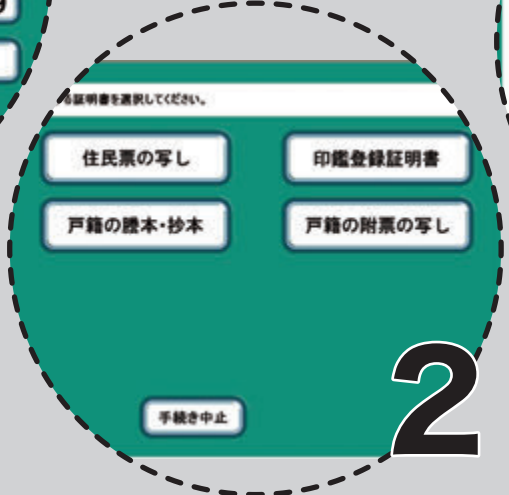 る証明書を選択してください。
住民票の写し
印鑑登録証明書
戸籍の謄本・抄本
戸籍の附票の写し
手続き中止
2